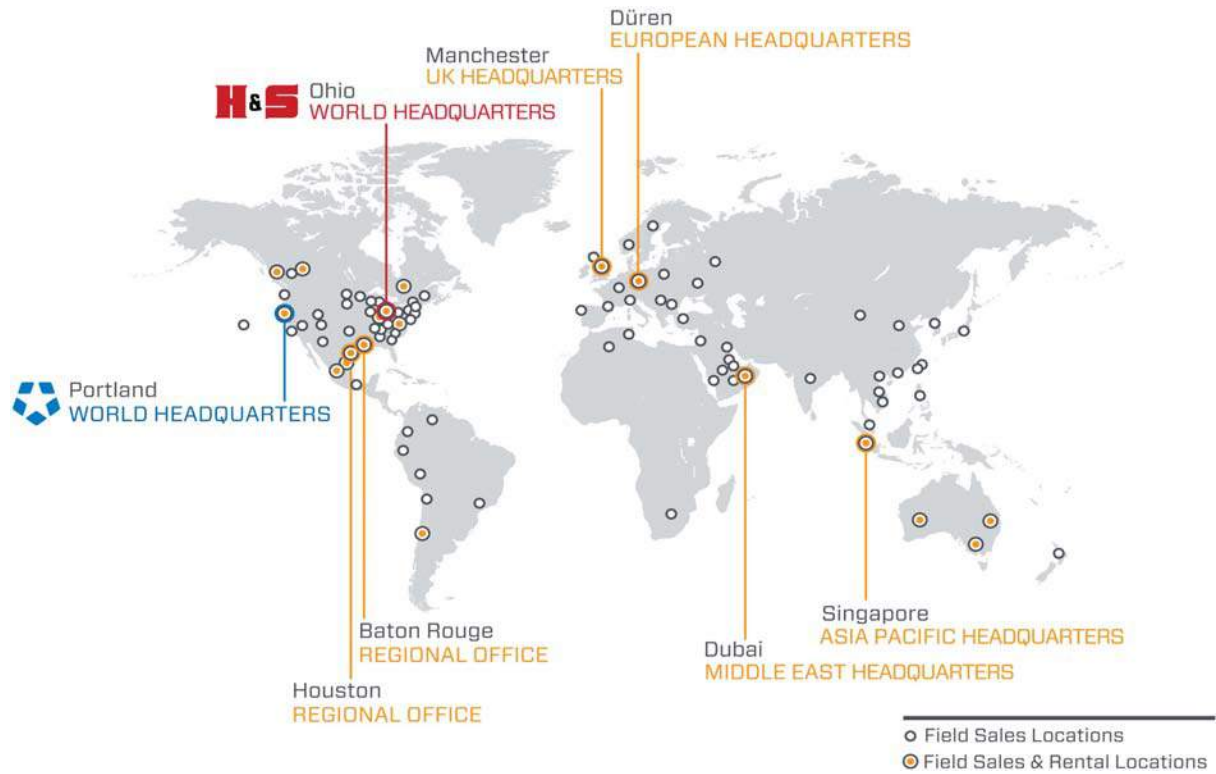 Düren
EUROPEAN HEADQUARTERS
Manchester
UK HEADQUARTERS
H&S
Ohio
WORLD HEADQUARTERS
Portland
WORLD HEADQUARTERS
Baton Rouge
REGIONAL OFFICE
Houston
REGIONAL OFFICE
Singapore
ASIA PACIFIC HEADQUARTERS
Dubai
MIDDLE EAST HEADQUARTERS
Field Sales Locations
Field Sales & Rental Locations